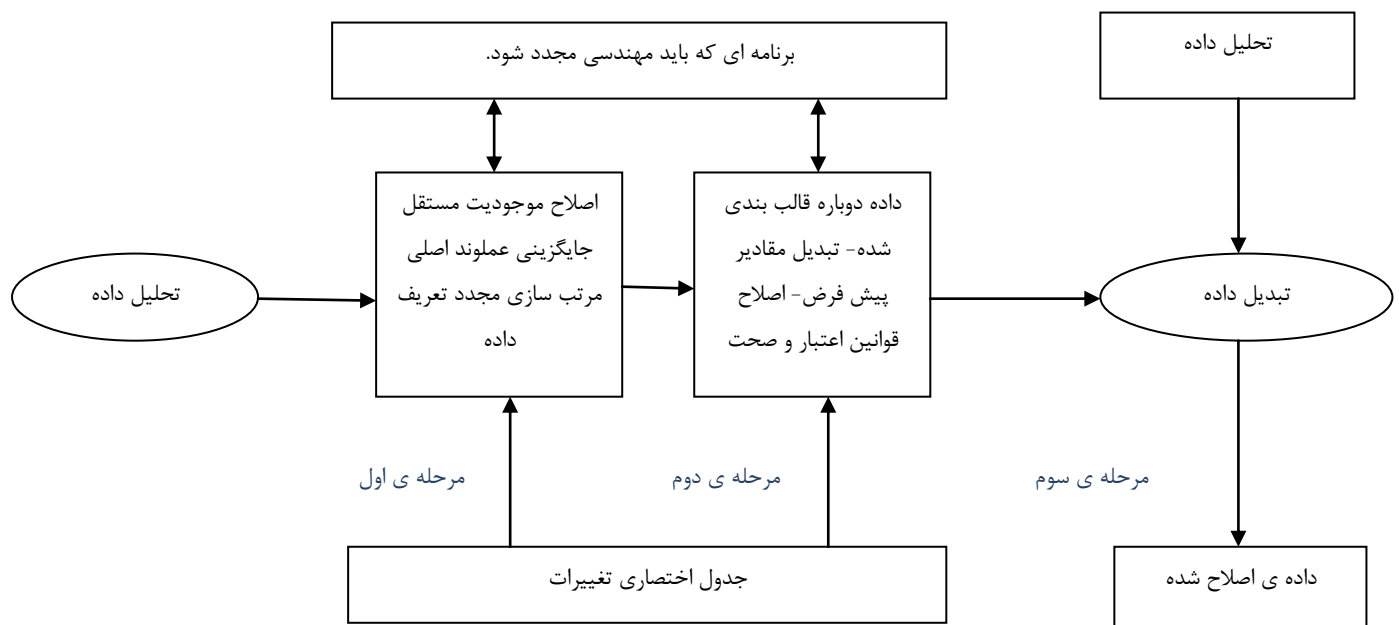 برنامه ای که باید مهندسی مجدد شود.
تحلیل داده
اصلاح موجودیت مستقل
جایگزینی عملوند اصلی
مرتب سازی مجدد تعریف
داده
داده دوباره قالب بندی
شده- تبدیل مقادیر
پیش فرض- اصلاح
قوانین اعتبار و صحت
تحلیل داده
تبدیل داده
مرحله ی اول
مرحله ی دوم
مرحله ی سوم
جدول اختصاری تغییرات
داده ی اصلاح شده